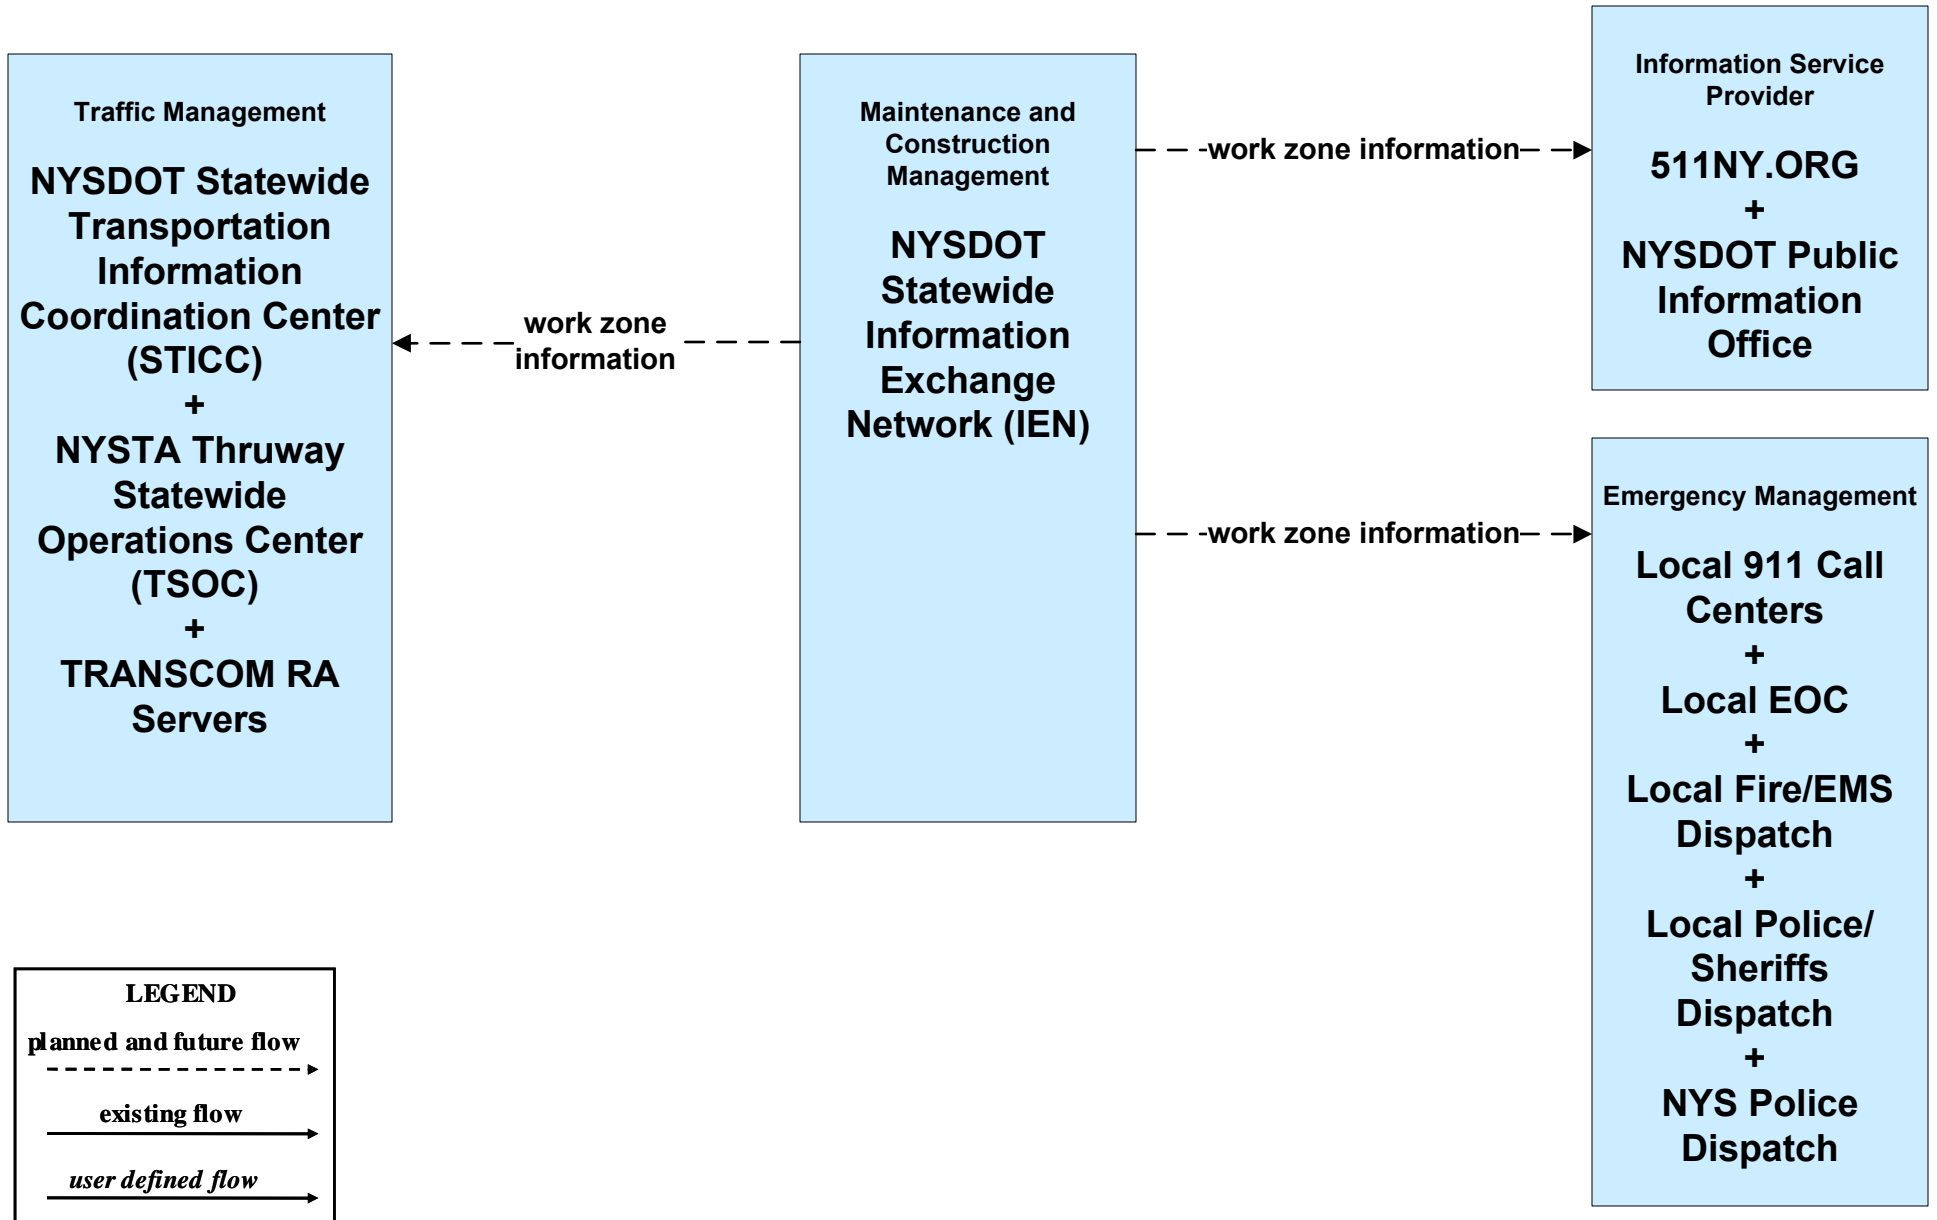 Traffic Management
NYSDOT Statewide
Transportation
Information
Coordination Center
(STICC)
+
NYSTA Thruway
Statewide
Operations Center
(TSOC)
+
TRANSCOM RA
Servers
work zone
information
Maintenance and
Construction
Management
NYSDOT
Statewide
Information
Exchange
Network (IEN)
work zone information
work zone information
Information Service
Provider
511NY.ORG
+
NYSDOT Public
Information
Office
Emergency Management
Local 911 Call
Centers
+
Local EOC
+
Local Fire/EMS
Dispatch
+
Local Police/
Sheriffs
Dispatch
+
NYS Police
Dispatch
LEGEND
planned and future flow
existing flow
user defined flow